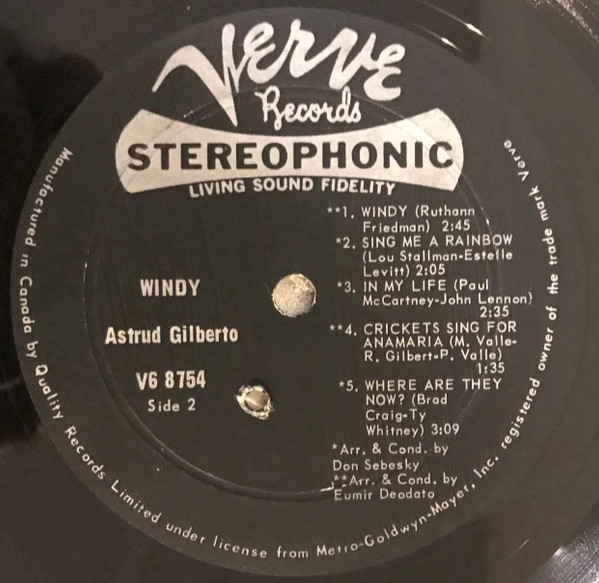 Verve
Records
STEREOPHONIC
LIVING SOUND FIDELITY
WINDY
Astrud Gilberto
V6 8754
Side 2
**1. WINDY (Ruthann
Friedman) 2:45
*2. SING ME A RAINBOW
(Lou Stallman-Estelle
Levitt) 2:05
*3. IN MY LIFE (Paul
McCartney-John Lennon)
2:35
**4. CRICKETS SING FOR
ANAMARIA (M. Valle-
R. Gilbert-P. Valle)
1:35
*5. WHERE ARE THEY
NOW? (Brad
Craig-Ty
Whitney) 3:09
*Arr. & Cond. by
Don Sebesky
**Arr. & Cond. by
Eumir Deodato
Manufactured in Canada by Quality Records Limited under license from Metro-Goldwyn-Mayer, Inc. registered owner of the trade mark Verve